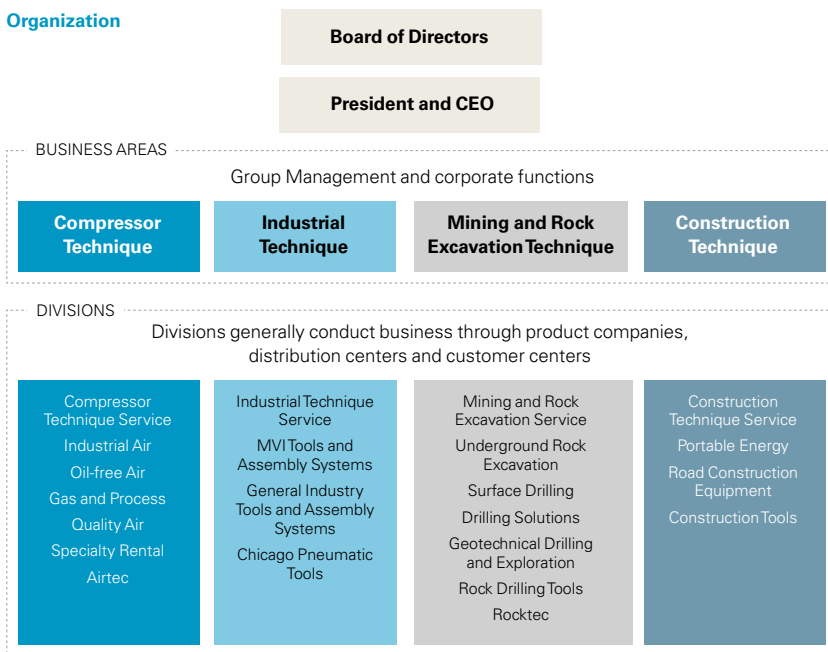 Organization
Board of Directors
President and CEO
BUSINESS AREAS
Group Management and corporate functions
Compressor
Technique
Industrial
Technique
Mining and Rock
Excavation Technique
Construction
Technique
DIVISIONS
Divisions generally conduct business through product companies,
distribution centers and customer centers
Compressor
Technique Service
Industrial Air
Oil-free Air
Gas and Process
Quality Air
Specialty Rental
Airtec
Industrial Technique
Service
MVI Tools and
Assembly Systems
General Industry
Tools and Assembly
Systems
Chicago Pneumatic
Tools
Mining and Rock
Excavation Service
Underground Rock
Excavation
Surface Drilling
Drilling Solutions
Geotechnical Drilling
and Exploration
Rock Drilling Tools
Rocktec
Construction
Technique Service
Portable Energy
Road Construction
Equipment
Construction Tools